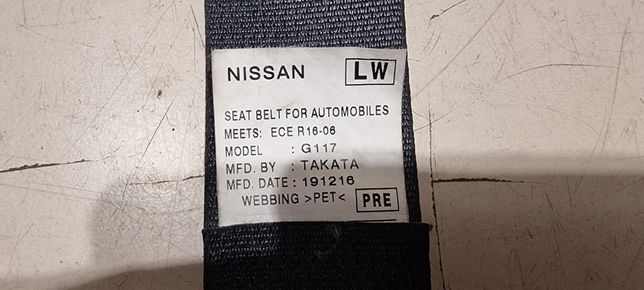 NISSAN LW
SEAT BELT FOR AUTOMOBILES
MEETS: ECE R16-06
MODEL : G117
MFD. BY : TAKATA
MFD. DATE : 191216
WEBBING >PET< PRE